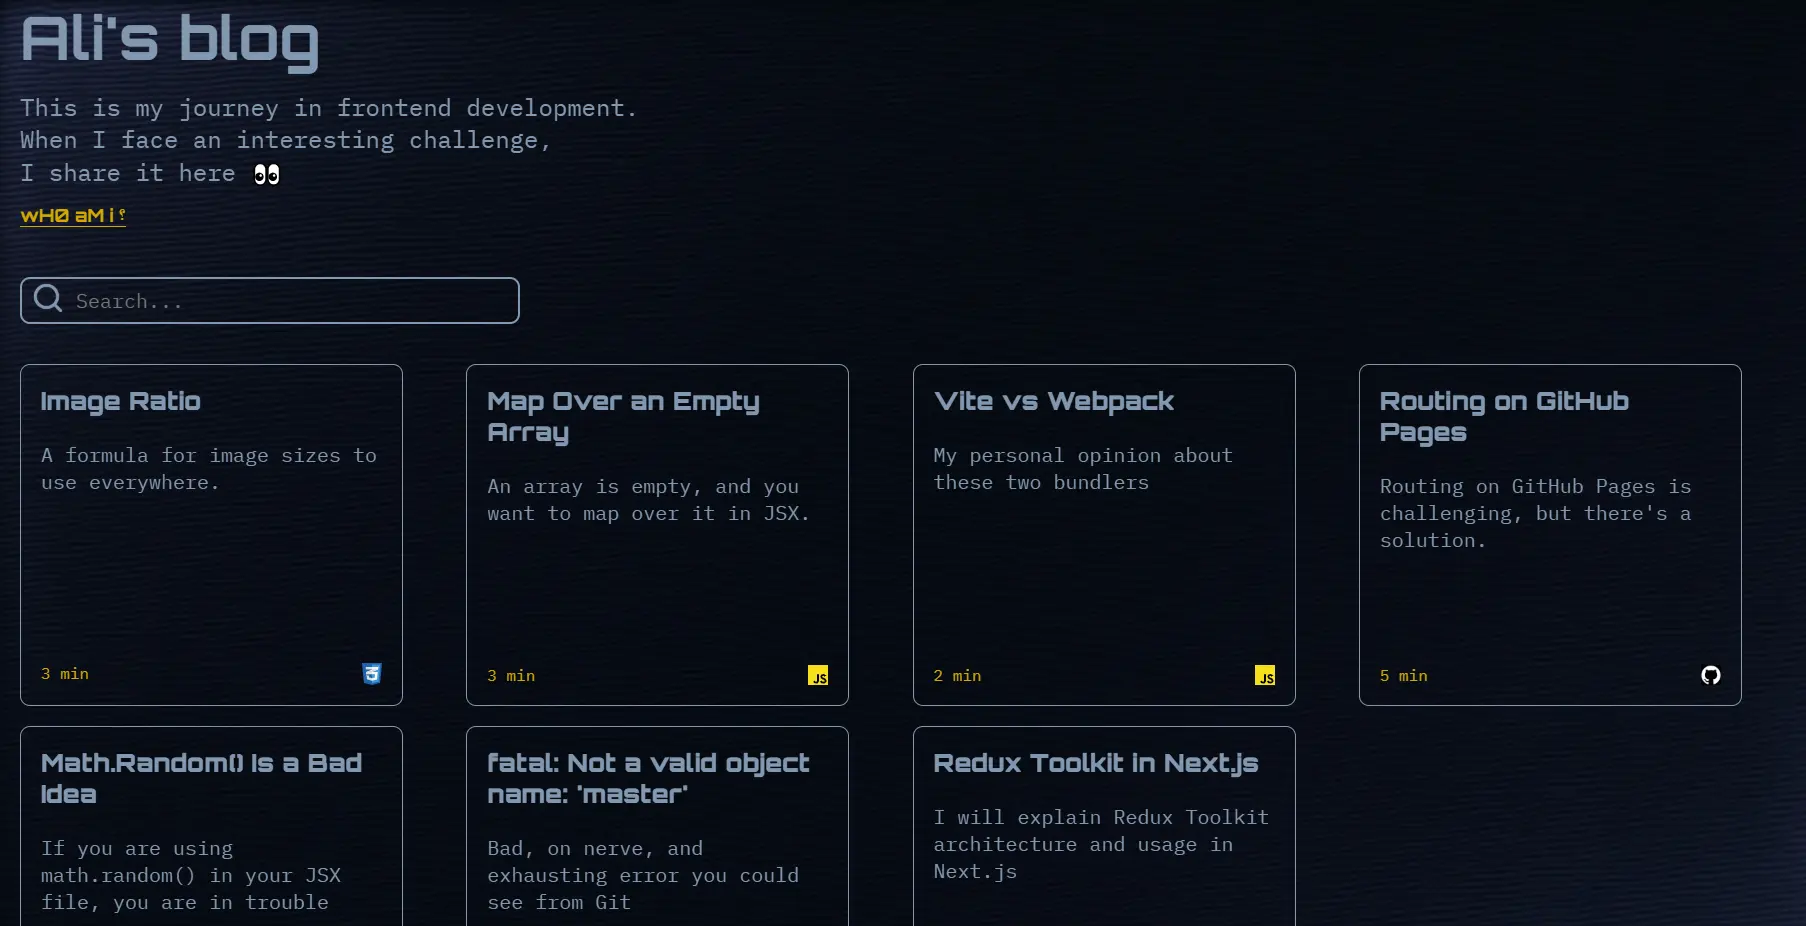 Ali's blog
This is my journey in frontend development.
When I face an interesting challenge,
I share it here 👀
wH0 aM i ‽
Search...
Image Ratio
A formula for image sizes to
use everywhere.
3 min
Map Over an Empty
Array
An array is empty, and you
want to map over it in JSX.
3 min
JS
Vite vs Webpack
My personal opinion about
these two bundlers
2 min
JS
Routing on GitHub
Pages
Routing on GitHub Pages is
challenging, but there's a
solution.
5 min
Math.Random() Is a Bad
Idea
If you are using
math.random() in your JSX
file, you are in trouble
fatal: Not a valid object
name: 'master'
Bad, on nerve, and
exhausting error you could
see from Git
Redux Toolkit in Next.js
I will explain Redux Toolkit
architecture and usage in
Next.js